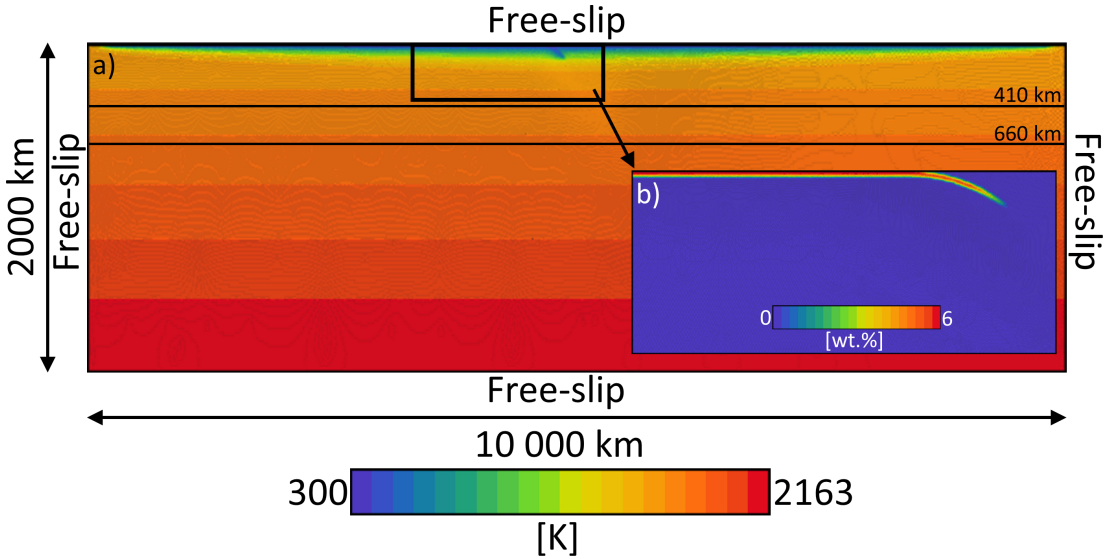 Free-slip
a)
410 km
660 km
2000 km
Free-slip
Free-slip
b)
0
6
[wt.%]
Free-slip
10 000 km
300
2163
[K]